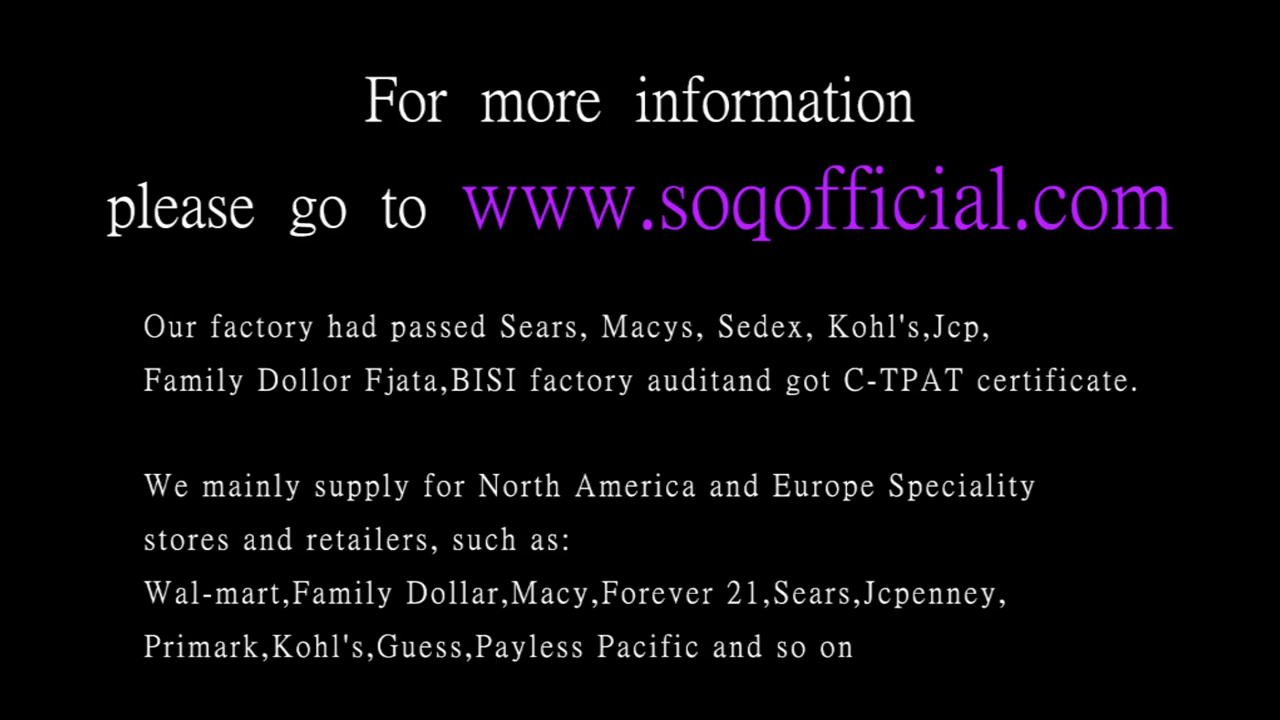 For more information
please go to www.soqofficial.com
Our factory had passed Sears, Macys, Sedex, Kohl's,Jcp,
Family Dollor Fjata,BISI factory auditand got C-TPAT certificate.
We mainly supply for North America and Europe Speciality
stores and retailers, such as:
Wal-mart,Family Dollar,Macy,Forever 21,Sears,Jcpenney,
Primark,Kohl's,Guess,Payless Pacific and so on